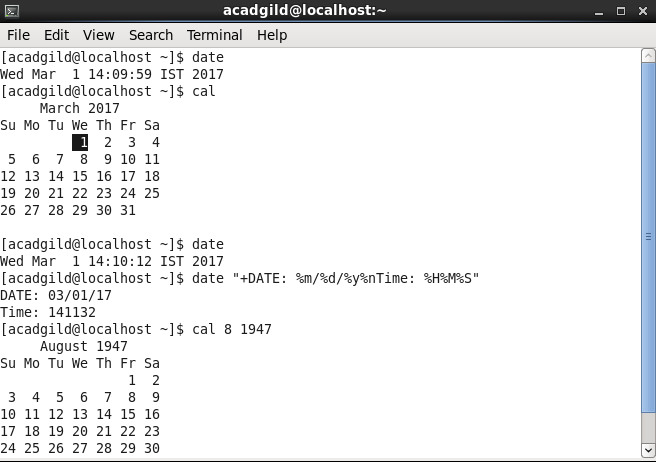 acadgild@localhost:~
File Edit View Search Terminal Help
[acadgild@localhost ~]$ date
Wed Mar  1 14:09:59 IST 2017
[acadgild@localhost ~]$ cal
     March 2017
Su Mo Tu We Th Fr Sa
          1  2  3  4
 5  6  7  8  9 10 11
12 13 14 15 16 17 18
19 20 21 22 23 24 25
26 27 28 29 30 31

[acadgild@localhost ~]$ date
Wed Mar  1 14:10:12 IST 2017
[acadgild@localhost ~]$ date "+DATE: %m/%d/%y%nTime: %H%M%S"
DATE: 03/01/17
Time: 141132
[acadgild@localhost ~]$ cal 8 1947
     August 1947
Su Mo Tu We Th Fr Sa
                1  2
 3  4  5  6  7  8  9
10 11 12 13 14 15 16
17 18 19 20 21 22 23
24 25 26 27 28 29 30